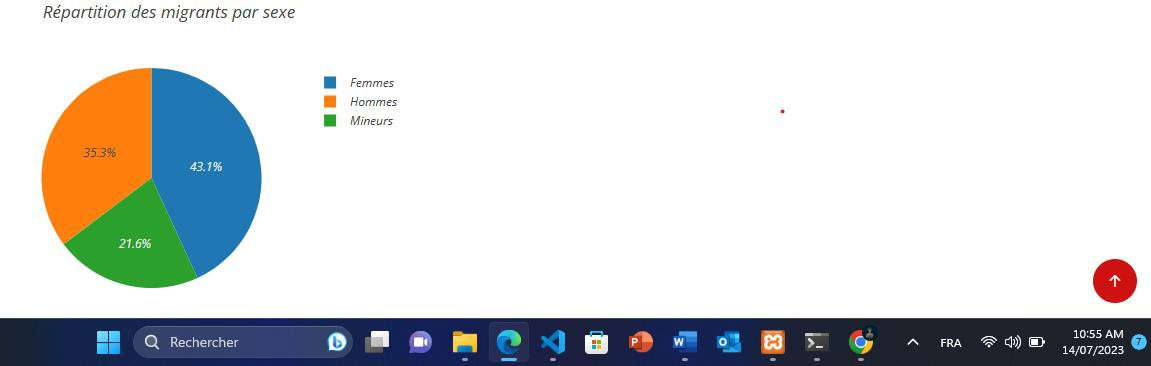 Répartition des migrants par sexe
Femmes
Hommes
Mineurs
35.3%
43.1%
21.6%
Rechercher
FRA
10:55 AM
14/07/2023
7